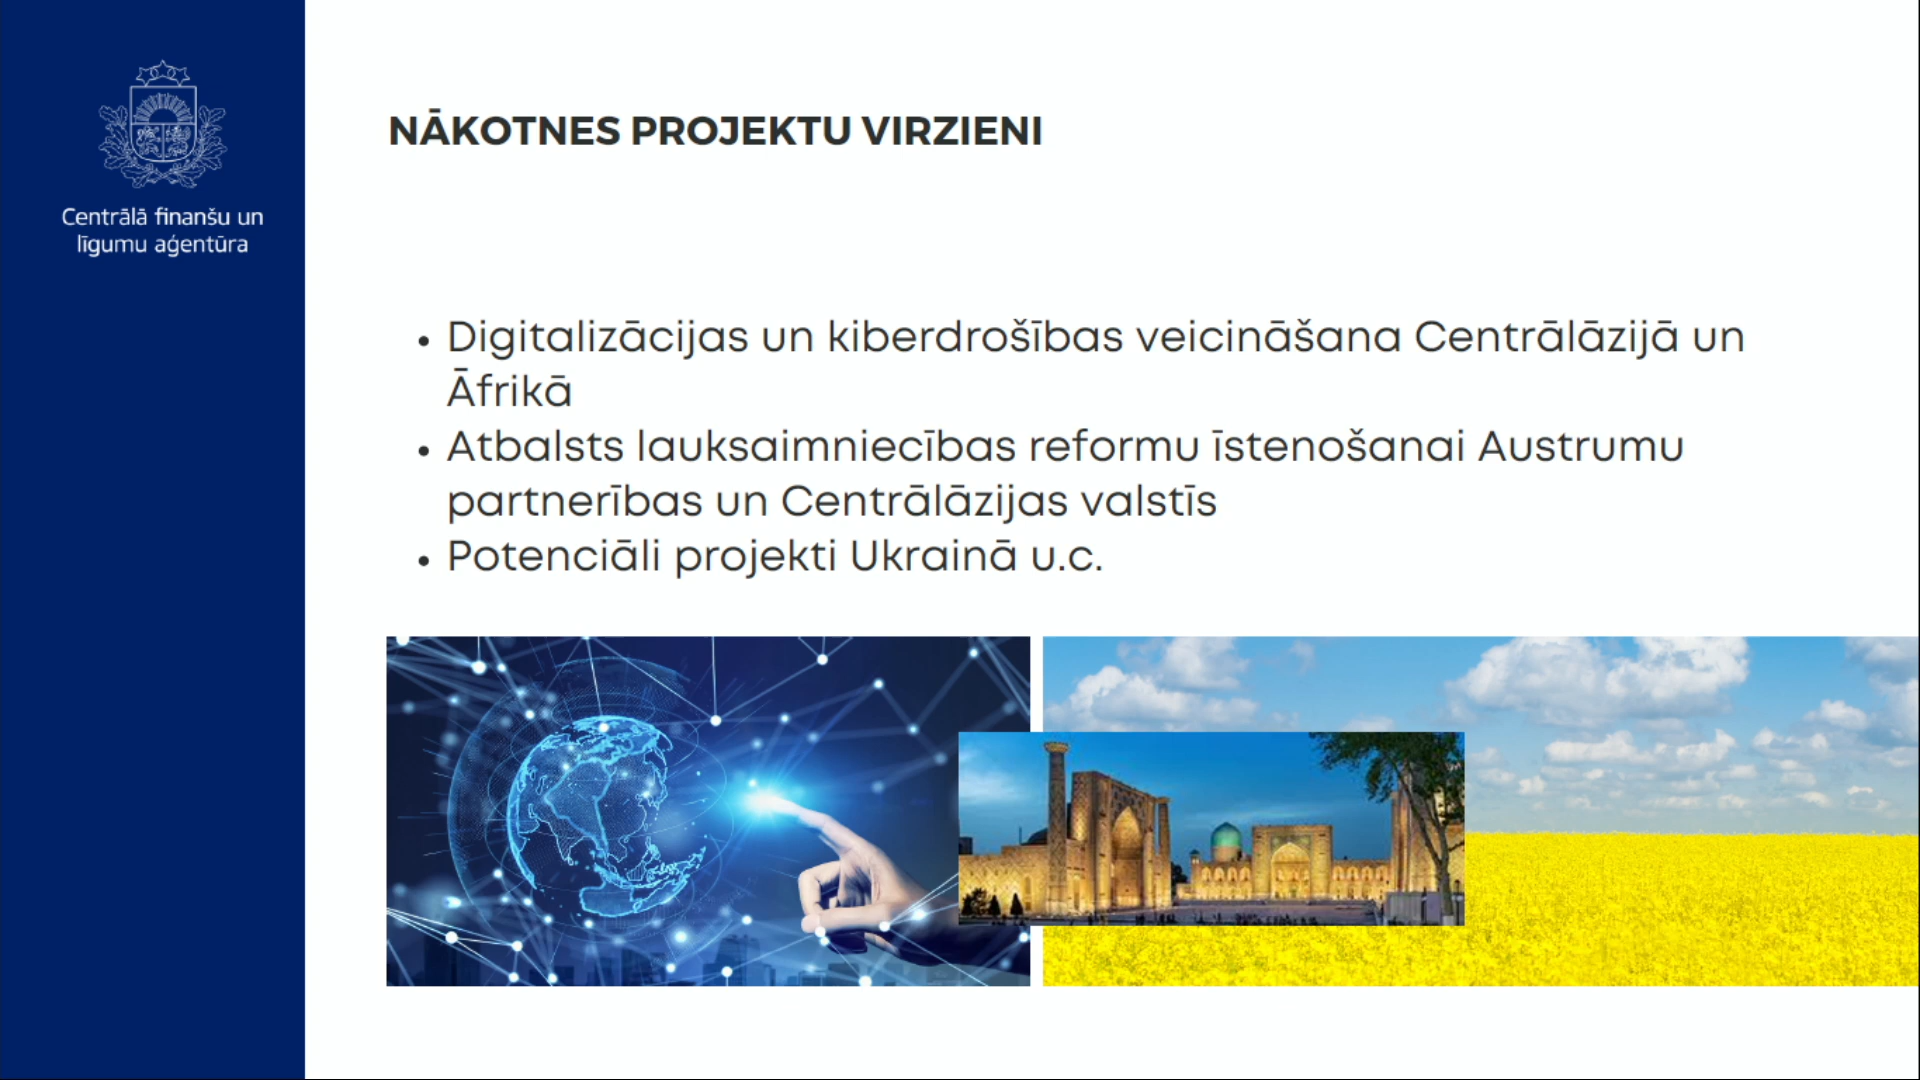 Centrālā finanšu un
līgumu aģentūra
NĀKOTNES PROJEKTU VIRZIENI
• Digitalizācijas un kiberdrošības veicināšana Centrālāzijā un
Āfrikā
• Atbalsts lauksaimniecības reformu īstenošanai Austrumu
partnerības un Centrālāzijas valstīs
• Potenciāli projekti Ukrainā u.c.